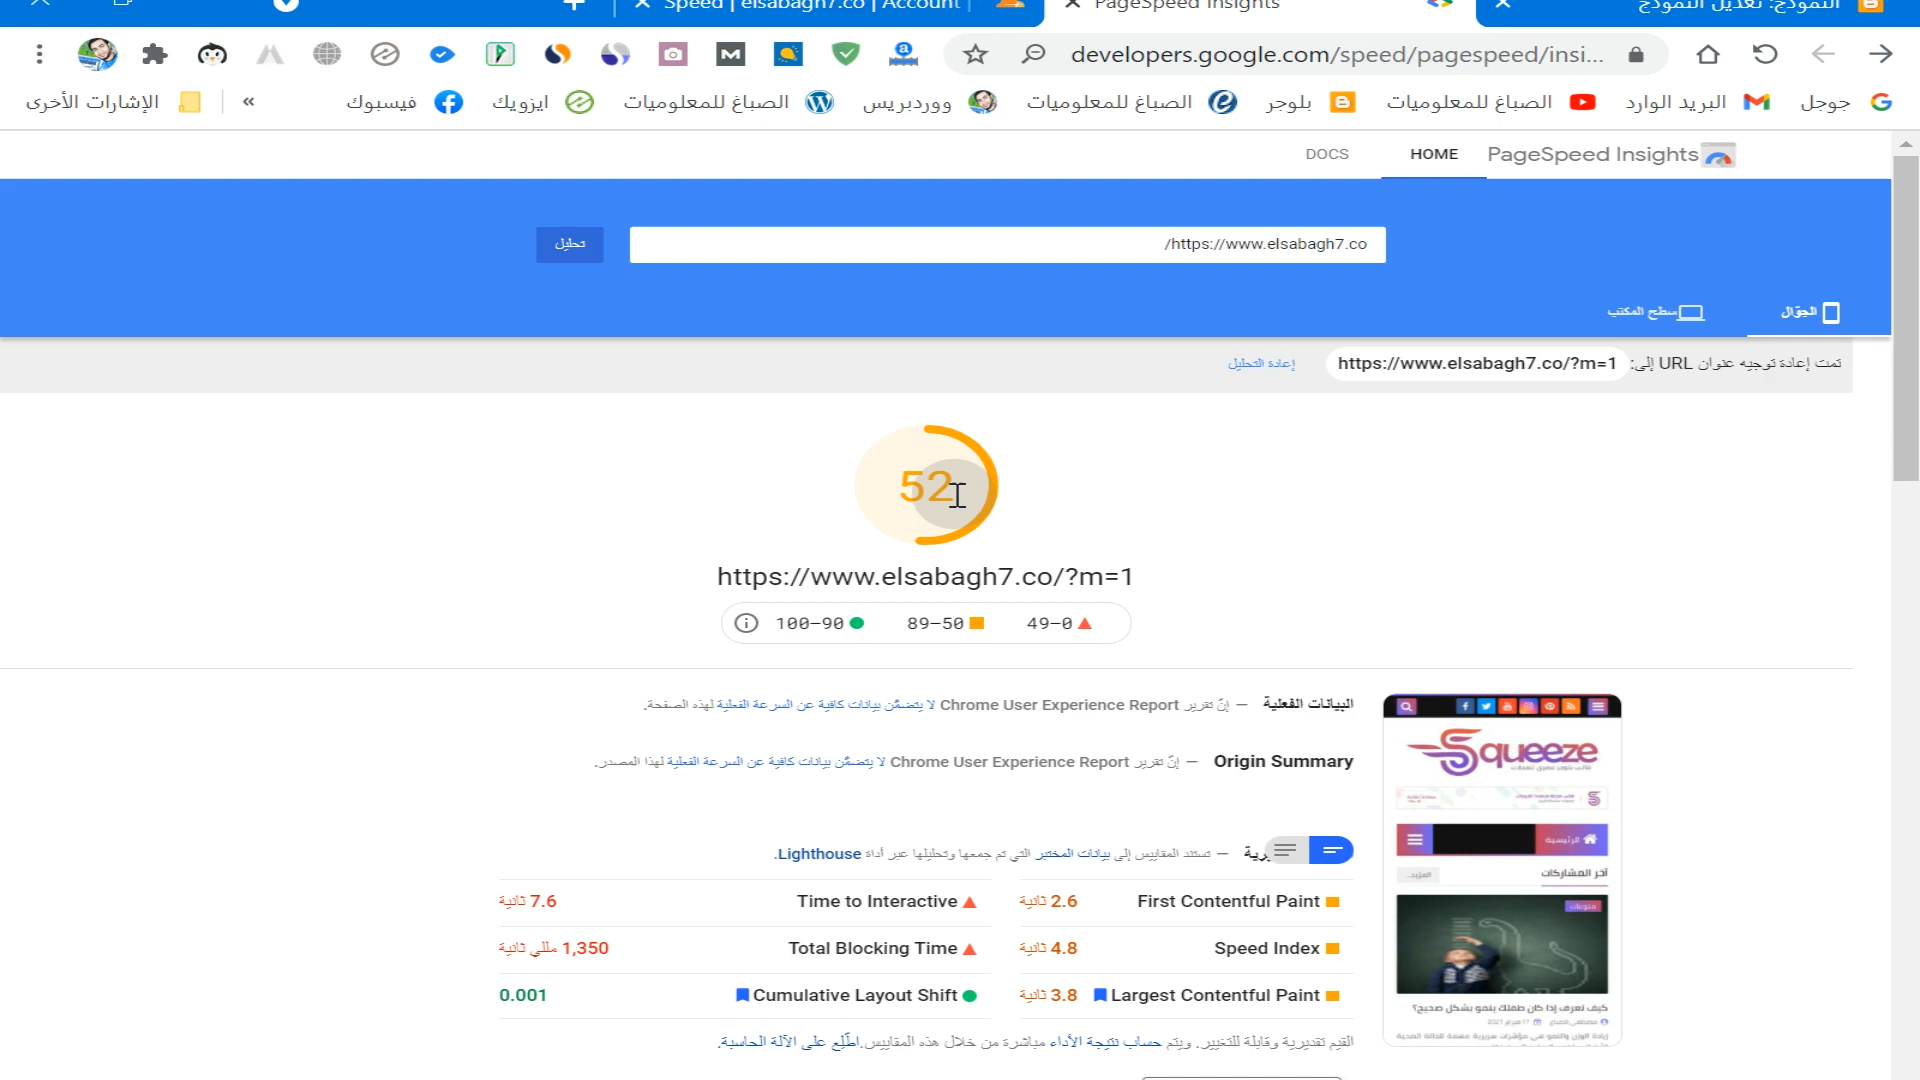 النموذج: تعديل النموذج
PageSpeed Insights
Speed | elsabagh7.co | Account
developers.google.com/speed/pagespeed/insi...
جوجل
البريد الوارد
الصباغ للمعلوميات
بلوجر
الصباغ للمعلوميات
ووردبريس
الصباغ للمعلوميات
ايزويك
فيسبوك
»
الإشارات الأخرى
PageSpeed Insights
HOME
DOCS
/https://www.elsabagh7.co
تحليل
الجوّال
سطح المكتب
تمت إعادة توجيه عنوان URL إلى: https://www.elsabagh7.co/?m=1
إعادة التحليل
52
https://www.elsabagh7.co/?m=1
100–90
89–50
49–0
البيانات الفعلية — إنّ تقرير Chrome User Experience Report لا يتضمّن بيانات كافية عن السرعة الفعلية لهذه الصفحة.
Origin Summary — إنّ تقرير Chrome User Experience Report لا يتضمّن بيانات كافية عن السرعة الفعلية لهذا المصدر.
— تستند المقاييس إلى بيانات المختبر التي تم جمعها وتحليلها عبر أداة Lighthouse.
First Contentful Paint 2.6 ثانية
Time to Interactive 7.6 ثانية
Speed Index 4.8 ثانية
Total Blocking Time 1,350 مللي ثانية
Largest Contentful Paint 3.8 ثانية
Cumulative Layout Shift 0.001
القيم تقديرية وقابلة للتغيير. ويتم حساب نتيجة الأداء مباشرة من خلال هذه المقاييس. اطّلِع على الآلة الحاسبة.
Squeeze
الرئيسية
آخر المشاركات
المزيد...
منوعات
كيف تعرف إذا كان طفلك ينمو بشكل صحيح؟